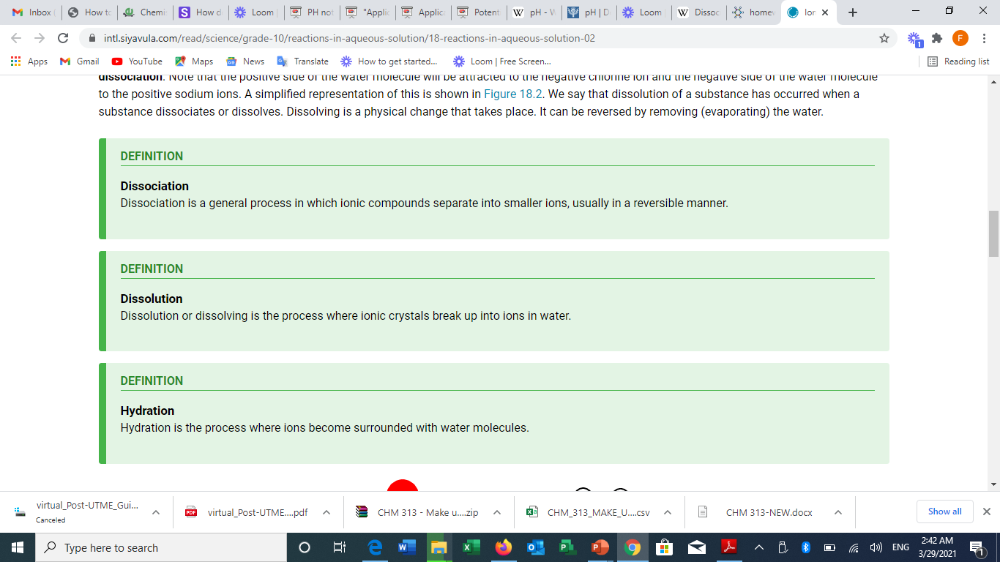 Inbox
How to
Chemi
How d
Loom
PH not
"Applic
Applica
Potent
pH - W
pH | D
Loom
Dissoc
homew
Ion
intl.siyavula.com/read/science/grade-10/reactions-in-aqueous-solution/18-reactions-in-aqueous-solution-02
1
F
Apps
Gmail
YouTube
Maps
News
Translate
How to get started...
Loom | Free Screen...
Reading list
dissociation. Note that the positive side of the water molecule will be attracted to the negative chlorine ion and the negative side of the water molecule
to the positive sodium ions. A simplified representation of this is shown in Figure 18.2. We say that dissolution of a substance has occurred when a
substance dissociates or dissolves. Dissolving is a physical change that takes place. It can be reversed by removing (evaporating) the water.
DEFINITION
Dissociation
Dissociation is a general process in which ionic compounds separate into smaller ions, usually in a reversible manner.
DEFINITION
Dissolution
Dissolution or dissolving is the process where ionic crystals break up into ions in water.
DEFINITION
Hydration
Hydration is the process where ions become surrounded with water molecules.
virtual_Post-UTME_Gui...
Canceled
virtual_Post-UTME....pdf
CHM 313 - Make u....zip
CHM_313_MAKE_U....csv
CHM 313-NEW.docx
Show all
Type here to search
ENG
2:42 AM
3/29/2021
1